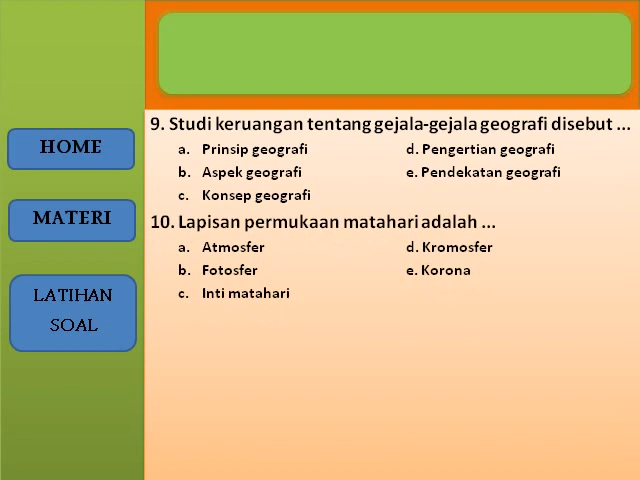 HOME
MATERI
LATIHAN
SOAL
9. Studi keruangan tentang gejala-gejala geografi disebut ...
a. Prinsip geografi
d. Pengertian geografi
b. Aspek geografi
e. Pendekatan geografi
c. Konsep geografi
10. Lapisan permukaan matahari adalah ...
a. Atmosfer
d. Kromosfer
b. Fotosfer
e. Korona
c. Inti matahari